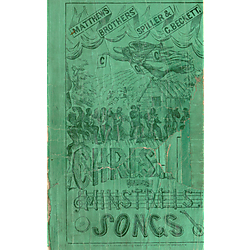 MATTHEWS BROTHERS' SPILLER &
C. BECKETT.
CHRISTY
MINSTRELS
SONGS